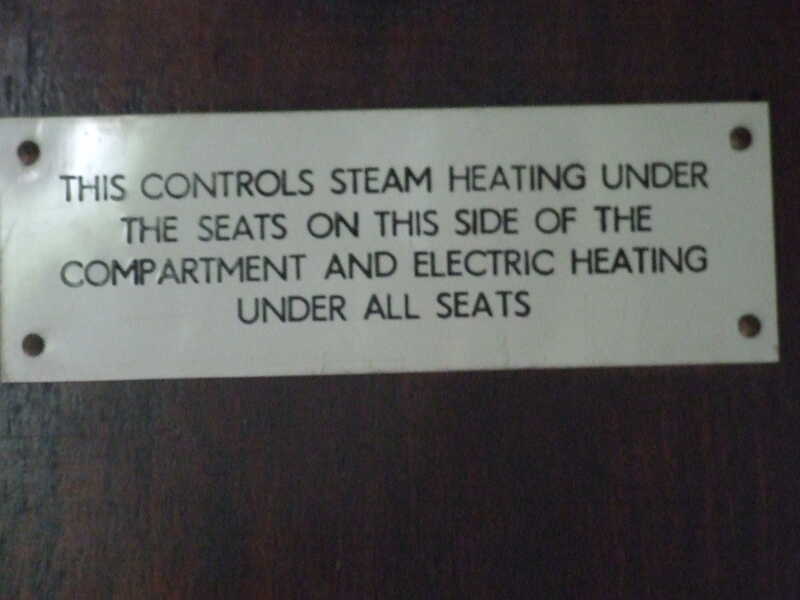 THIS CONTROLS STEAM HEATING UNDER
THE SEATS ON THIS SIDE OF THE
COMPARTMENT AND ELECTRIC HEATING
UNDER ALL SEATS